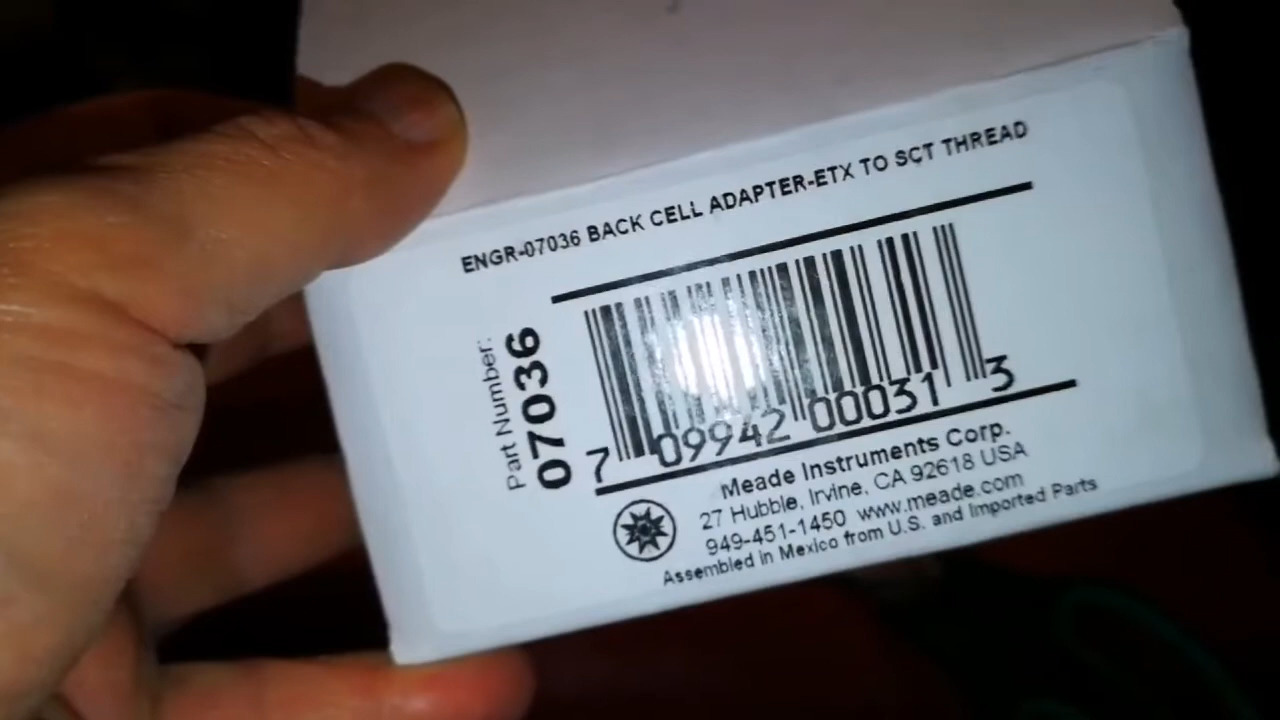 ENGR-07036 BACK CELL ADAPTER-ETX TO SCT THREAD
Part Number:
07036
7 09942 00031 3
Meade Instruments Corp.
27 Hubble, Irvine, CA 92618 USA
949-451-1450 www.meade.com
Assembled in Mexico from U.S. and Imported Parts